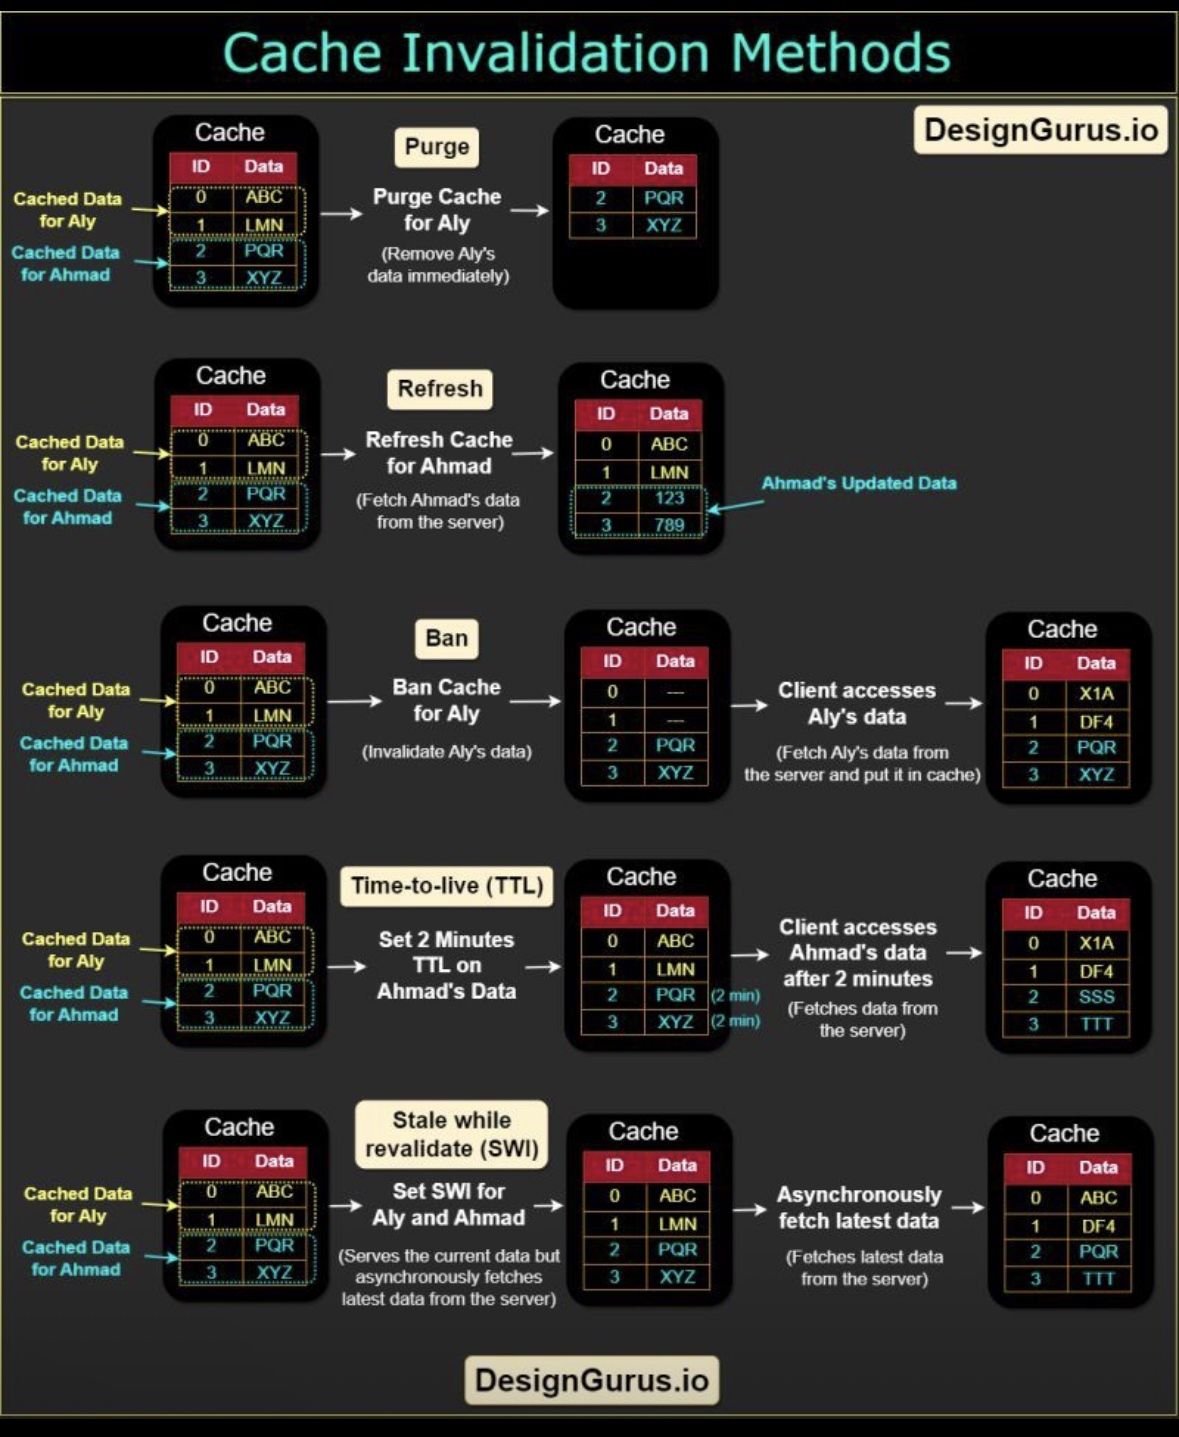 Cache Invalidation Methods
DesignGurus.io
Cache
ID Data
0 ABC
1 LMN
2 PQR
3 XYZ
Cached Data
for Aly
Cached Data
for Ahmad
Purge
Purge Cache
for Aly
(Remove Aly's
data immediately)
Cache
ID Data
2 PQR
3 XYZ
Cache
ID Data
0 ABC
1 LMN
2 PQR
3 XYZ
Cached Data
for Aly
Cached Data
for Ahmad
Refresh
Refresh Cache
for Ahmad
(Fetch Ahmad's data
from the server)
Cache
ID Data
0 ABC
1 LMN
2 123
3 789
Ahmad's Updated Data
Cache
ID Data
0 ABC
1 LMN
2 PQR
3 XYZ
Cached Data
for Aly
Cached Data
for Ahmad
Ban
Ban Cache
for Aly
(Invalidate Aly's data)
Cache
ID Data
0 ---
1 ---
2 PQR
3 XYZ
Client accesses
Aly's data
(Fetch Aly's data from
the server and put it in cache)
Cache
ID Data
0 X1A
1 DF4
2 PQR
3 XYZ
Cache
ID Data
0 ABC
1 LMN
2 PQR
3 XYZ
Cached Data
for Aly
Cached Data
for Ahmad
Time-to-live (TTL)
Set 2 Minutes
TTL on
Ahmad's Data
Cache
ID Data
0 ABC
1 LMN
2 PQR (2 min)
3 XYZ (2 min)
Client accesses
Ahmad's data
after 2 minutes
(Fetches data from
the server)
Cache
ID Data
0 X1A
1 DF4
2 SSS
3 TTT
Cache
ID Data
0 ABC
1 LMN
2 PQR
3 XYZ
Cached Data
for Aly
Cached Data
for Ahmad
Stale while
revalidate (SWI)
Set SWI for
Aly and Ahmad
(Serves the current data but
asynchronously fetches
latest data from the server)
Cache
ID Data
0 ABC
1 LMN
2 PQR
3 XYZ
Asynchronously
fetch latest data
(Fetches latest data
from the server)
Cache
ID Data
0 ABC
1 DF4
2 PQR
3 TTT
DesignGurus.io